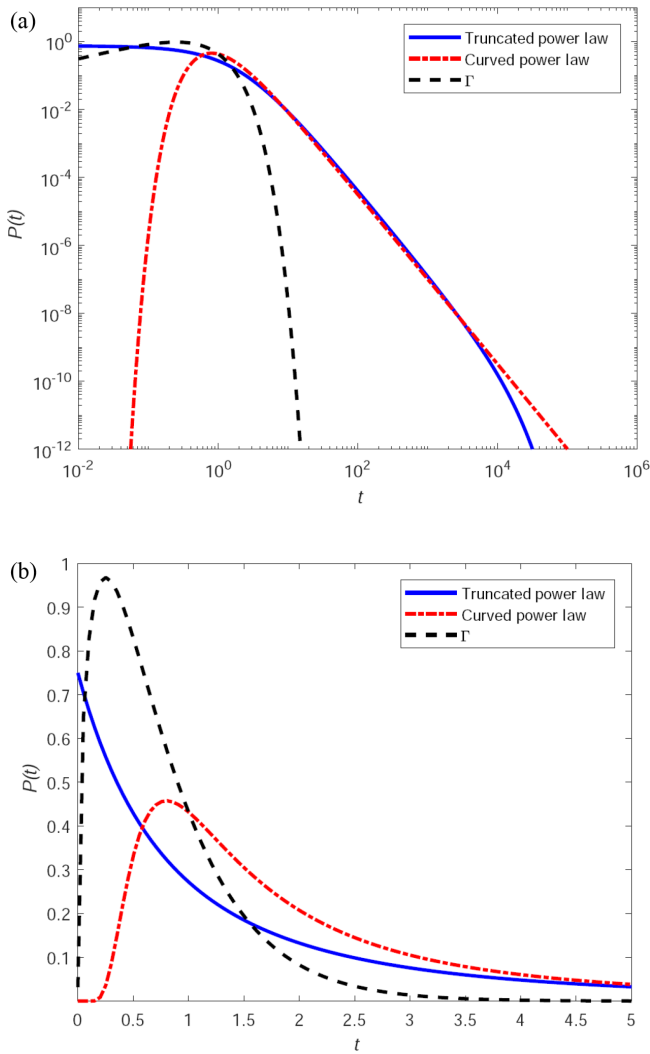 (a)
10^0
10^-2
10^-4
10^-6
10^-8
10^-10
10^-12
P(t)
Truncated power law
Curved power law
Γ
10^-2 10^0 10^2 10^4 10^6
t
(b)
1
0.9
0.8
0.7
0.6
0.5
0.4
0.3
0.2
0.1
P(t)
Truncated power law
Curved power law
Γ
0 0.5 1 1.5 2 2.5 3 3.5 4 4.5 5
t